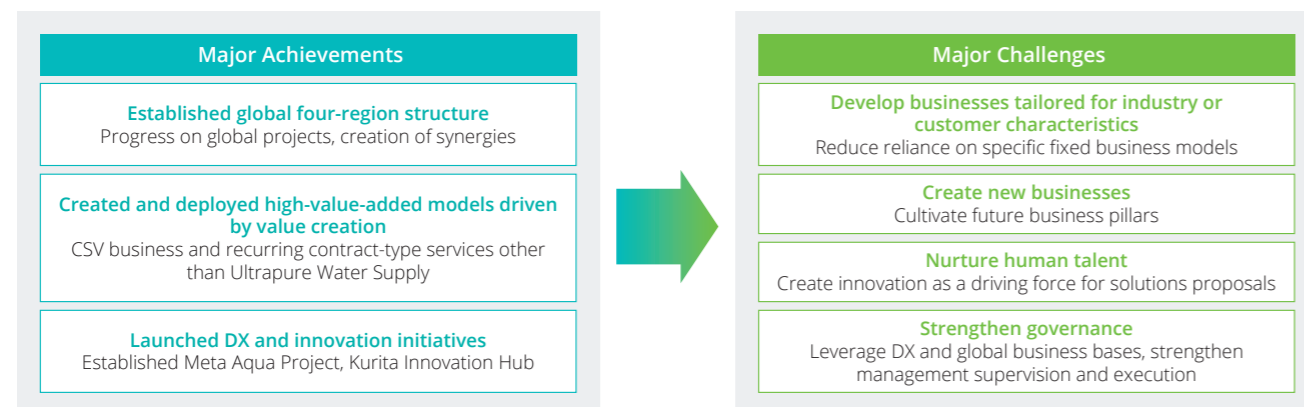 Major Achievements
Established global four-region structure
Progress on global projects, creation of synergies
Created and deployed high-value-added models driven
by value creation
CSV business and recurring contract-type services other
than Ultrapure Water Supply
Launched DX and innovation initiatives
Established Meta Aqua Project, Kurita Innovation Hub
Major Challenges
Develop businesses tailored for industry or
customer characteristics
Reduce reliance on specific fixed business models
Create new businesses
Cultivate future business pillars
Nurture human talent
Create innovation as a driving force for solutions proposals
Strengthen governance
Leverage DX and global business bases, strengthen
management supervision and execution